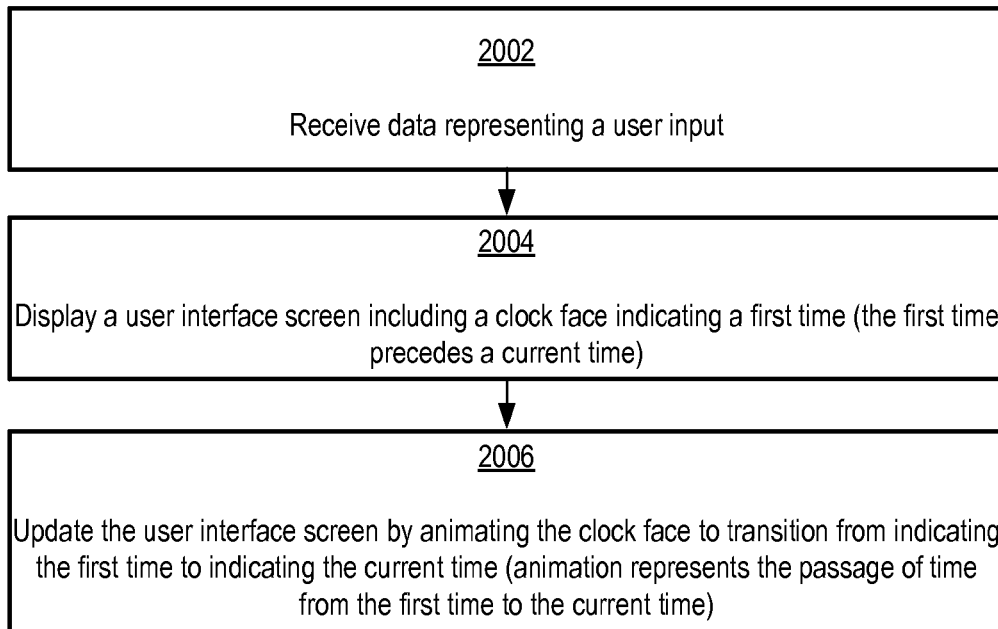 2002
Receive data representing a user input
2004
Display a user interface screen including a clock face indicating a first time (the first time
precedes a current time)
2006
Update the user interface screen by animating the clock face to transition from indicating
the first time to indicating the current time (animation represents the passage of time
from the first time to the current time)